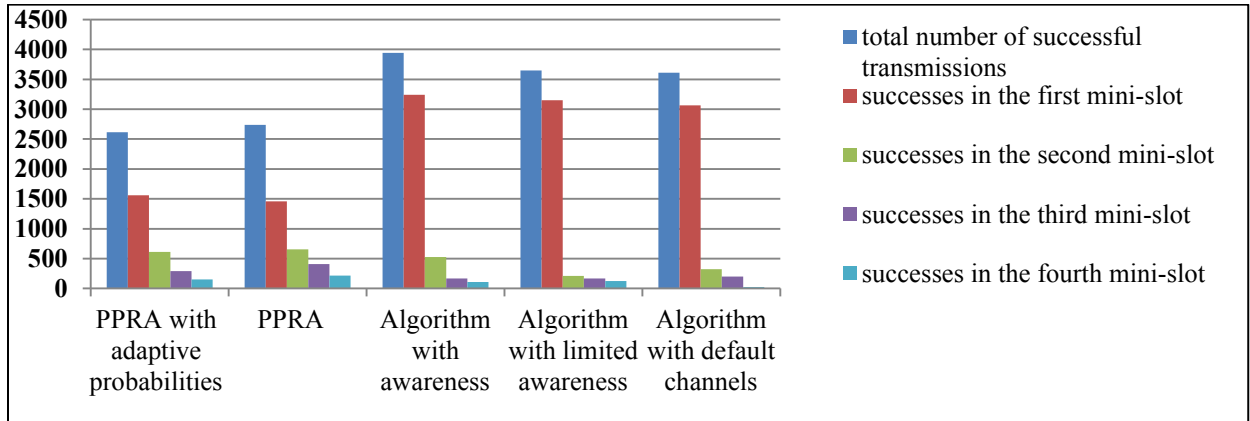 4500
4000
3500
3000
2500
2000
1500
1000
500
0
PPRA with
adaptive
probabilities
PPRA
Algorithm
with
awareness
Algorithm
with limited
awareness
Algorithm
with default
channels
total number of successful
transmissions
successes in the first mini-slot
successes in the second mini-slot
successes in the third mini-slot
successes in the fourth mini-slot